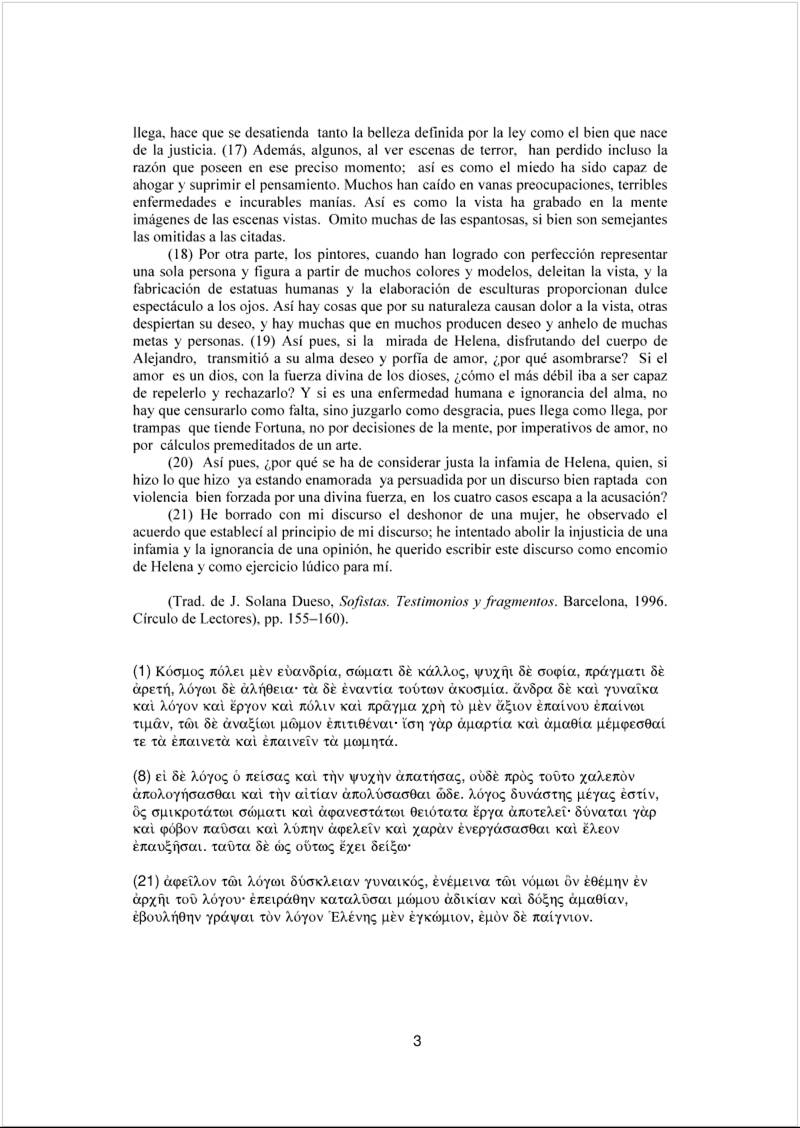 llega, hace que se desatienda tanto la belleza definida por la ley como el bien que nace
de la justicia. (17) Además, algunos, al ver escenas de terror, han perdido incluso la
razón que poseen en ese preciso momento; así es como el miedo ha sido capaz de
ahogar y suprimir el pensamiento. Muchos han caído en vanas preocupaciones, terribles
enfermedades e incurables manías. Así es como la vista ha grabado en la mente
imágenes de las escenas vistas. Omito muchas de las espantosas, si bien son semejantes
las omitidas a las citadas.
(18) Por otra parte, los pintores, cuando han logrado con perfección representar
una sola persona y figura a partir de muchos colores y modelos, deleitan la vista, y la
fabricación de estatuas humanas y la elaboración de esculturas proporcionan dulce
espectáculo a los ojos. Así hay cosas que por su naturaleza causan dolor a la vista, otras
despiertan su deseo, y hay muchas que en muchos producen deseo y anhelo de muchas
metas y personas. (19) Así pues, si la mirada de Helena, disfrutando del cuerpo de
Alejandro, transmitió a su alma deseo y porfía de amor, ¿por qué asombrarse? Si el
amor es un dios, con la fuerza divina de los dioses, ¿cómo el más débil iba a ser capaz
de repelerlo y rechazarlo? Y si es una enfermedad humana e ignorancia del alma, no
hay que censurarlo como falta, sino juzgarlo como desgracia, pues llega como llega, por
trampas que tiende Fortuna, no por decisiones de la mente, por imperativos de amor, no
por cálculos premeditados de un arte.
(20) Así pues, ¿por qué se ha de considerar justa la infamia de Helena, quien, si
hizo lo que hizo ya estando enamorada ya persuadida por un discurso bien raptada con
violencia bien forzada por una divina fuerza, en los cuatro casos escapa a la acusación?
(21) He borrado con mi discurso el deshonor de una mujer, he observado el
acuerdo que establecí al principio de mi discurso; he intentado abolir la injusticia de una
infamia y la ignorancia de una opinión, he querido escribir este discurso como encomio
de Helena y como ejercicio lúdico para mí.
(Trad. de J. Solana Dueso, Sofistas. Testimonios y fragmentos. Barcelona, 1996.
Círculo de Lectores), pp. 155–160).
(1) Κόσμος πόλει μὲν εὐανδρία, σώματι δὲ κάλλος, ψυχῆι δὲ σοφία, πράγματι δὲ
ἀρετή, λόγωι δὲ ἀλήθεια· τὰ δὲ ἐναντία τούτων ἀκοσμία. ἄνδρα δὲ καὶ γυναῖκα
καὶ λόγον καὶ ἔργον καὶ πόλιν καὶ πρᾶγμα χρὴ τὸ μὲν ἄξιον ἐπαίνου ἐπαίνωι
τιμᾶν, τῶι δὲ ἀναξίωι μῶμον ἐπιτιθέναι· ἴση γὰρ ἁμαρτία καὶ ἀμαθία μέμφεσθαί
τε τὰ ἐπαινετὰ καὶ ἐπαινεῖν τὰ μωμητά.
(8) εἰ δὲ λόγος ὁ πείσας καὶ τὴν ψυχὴν ἀπατήσας, οὐδὲ πρὸς τοῦτο χαλεπὸν
ἀπολογήσασθαι καὶ τὴν αἰτίαν ἀπολύσασθαι ὧδε. λόγος δυνάστης μέγας ἐστίν,
ὃς σμικροτάτωι σώματι καὶ ἀφανεστάτωι θειότατα ἔργα ἀποτελεῖ· δύναται γὰρ
καὶ φόβον παῦσαι καὶ λύπην ἀφελεῖν καὶ χαρὰν ἐνεργάσασθαι καὶ ἔλεον
ἐπαυξῆσαι. ταῦτα δὲ ὡς οὕτως ἔχει δείξω·
(21) ἀφεῖλον τῶι λόγωι δύσκλειαν γυναικός, ἐνέμεινα τῶι νόμωι ὃν ἐθέμην ἐν
ἀρχῆι τοῦ λόγου· ἐπειράθην καταλῦσαι μώμου ἀδικίαν καὶ δόξης ἀμαθίαν,
ἐβουλήθην γράψαι τὸν λόγον Ἑλένης μὲν ἐγκώμιον, ἐμὸν δὲ παίγνιον.
3